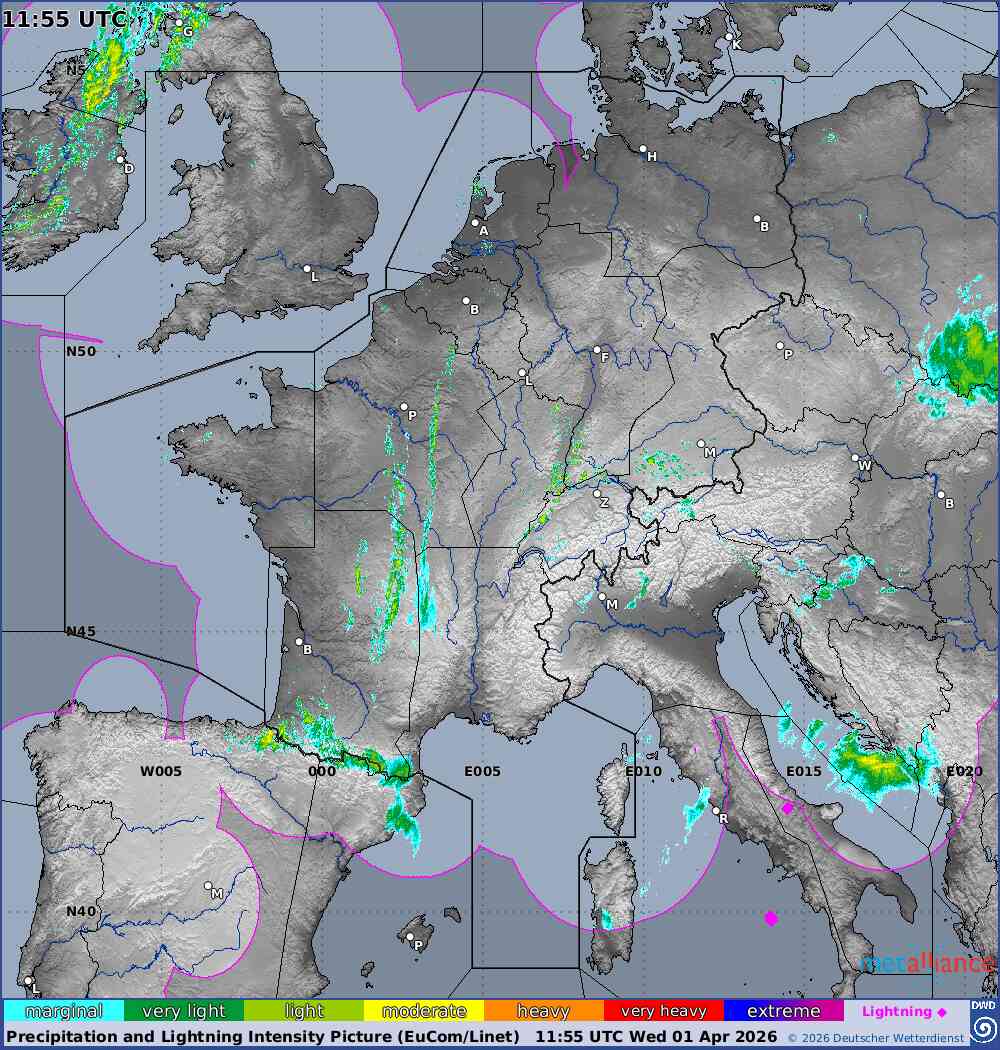 11:55 UTC
G
K
N5
D
H
A
B
L
B
N50
F
P
L
P
M
W
Z
B
M
N45
B
W005
000
E005
E010
E015
E020
R
M
N40
P
L
metalliance
marginal
very light
light
moderate
heavy
very heavy
extreme
Lightning ◆
DWD
Precipitation and Lightning Intensity Picture (EuCom/Linet) 11:55 UTC Wed 01 Apr 2026 © 2026 Deutscher Wetterdienst